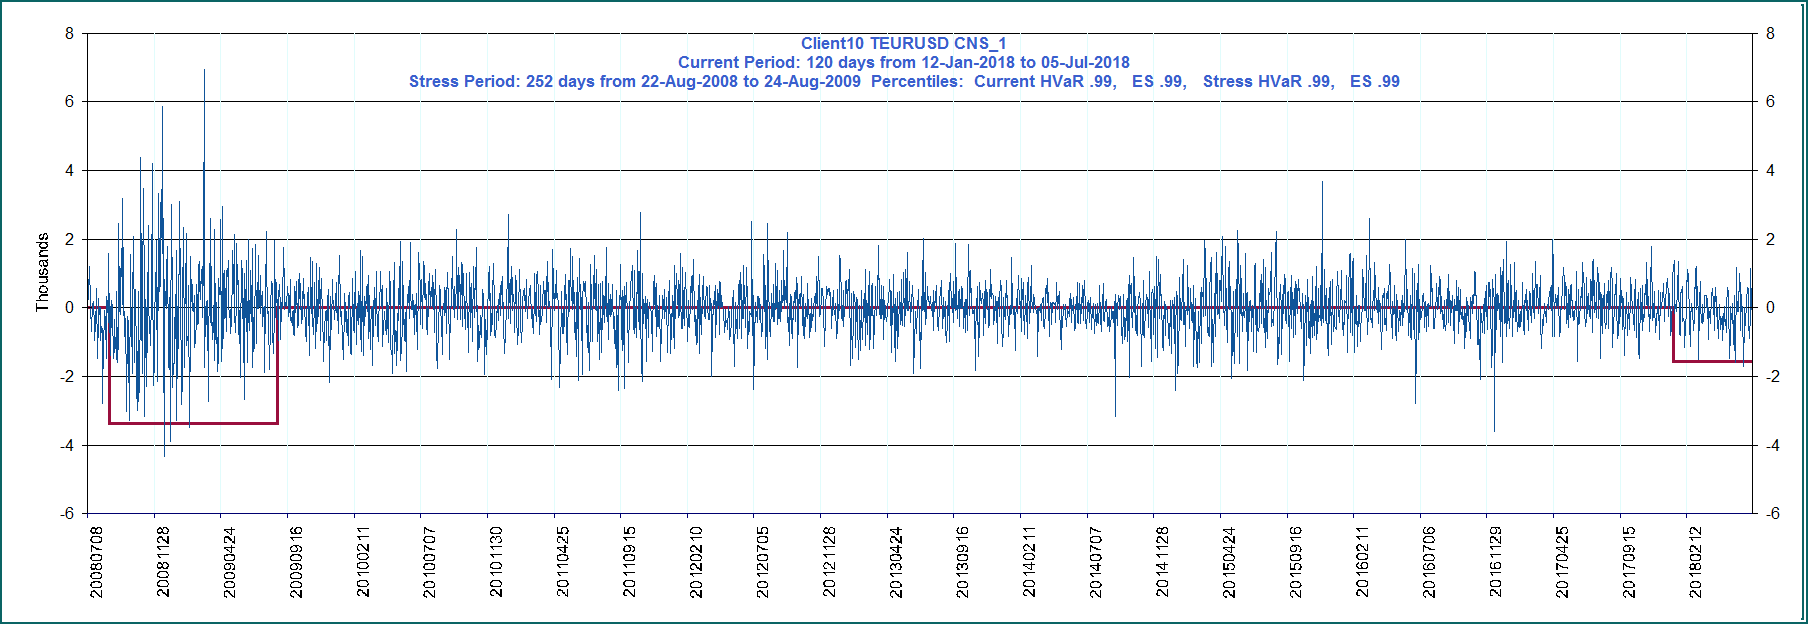 Client10 TEURUSD CNS_1
Current Period: 120 days from 12-Jan-2018 to 05-Jul-2018
Stress Period: 252 days from 22-Aug-2008 to 24-Aug-2009  Percentiles:  Current HVaR .99,   ES .99,   Stress HVaR .99,   ES .99
8 8
6 6
4 4
2 2
Thousands
0 0
-2 -2
-4 -4
-6 -6
20080708 20081128 20090424 20090916 20100211 20100707 20101130 20110425 20110915 20120210 20120705 20121128 20130424 20130916 20140211 20140707 20141128 20150424 20150916 20160211 20160706 20161129 20170425 20170915 20180212